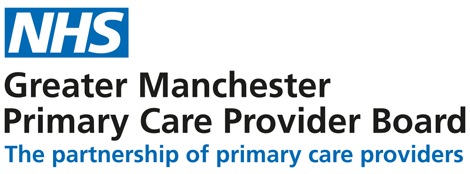 NHS
Greater Manchester
Primary Care Provider Board
The partnership of primary care providers